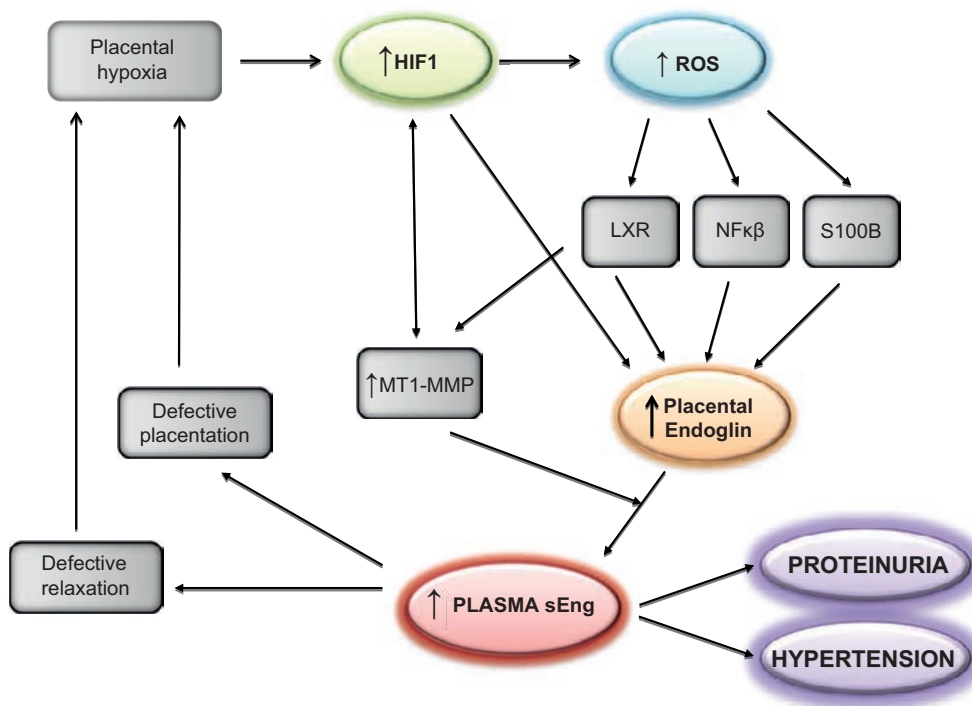 Placental
hypoxia
↑HIF1
↑ ROS
LXR
NFκβ
S100B
↑MT1-MMP
↑ Placental
Endoglin
Defective
placentation
Defective
relaxation
↑↑ PLASMA sEng
PROTEINURIA
HYPERTENSION